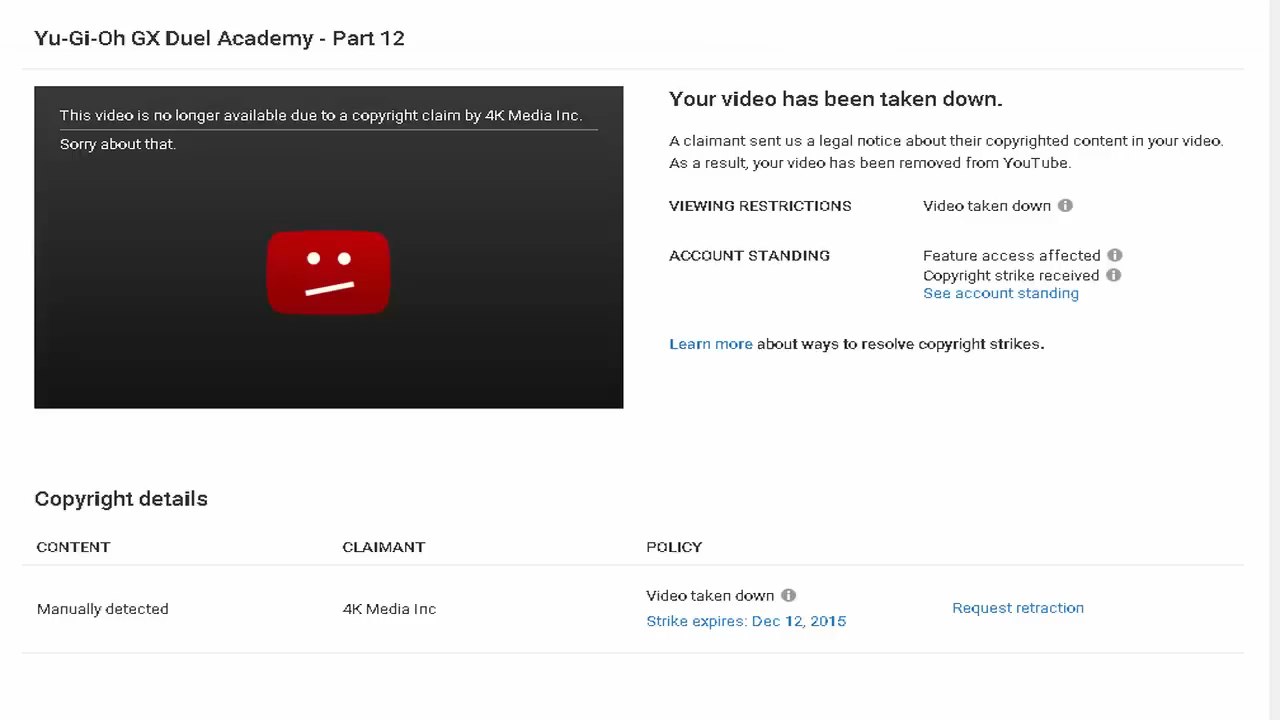 Yu-Gi-Oh GX Duel Academy - Part 12
This video is no longer available due to a copyright claim by 4K Media Inc.
Sorry about that.
Your video has been taken down.
A claimant sent us a legal notice about their copyrighted content in your video.
As a result, your video has been removed from YouTube.
VIEWING RESTRICTIONS Video taken down
ACCOUNT STANDING Feature access affected
Copyright strike received
See account standing
Learn more about ways to resolve copyright strikes.
Copyright details
CONTENT CLAIMANT POLICY
Manually detected 4K Media Inc Video taken down Request retraction
Strike expires: Dec 12, 2015